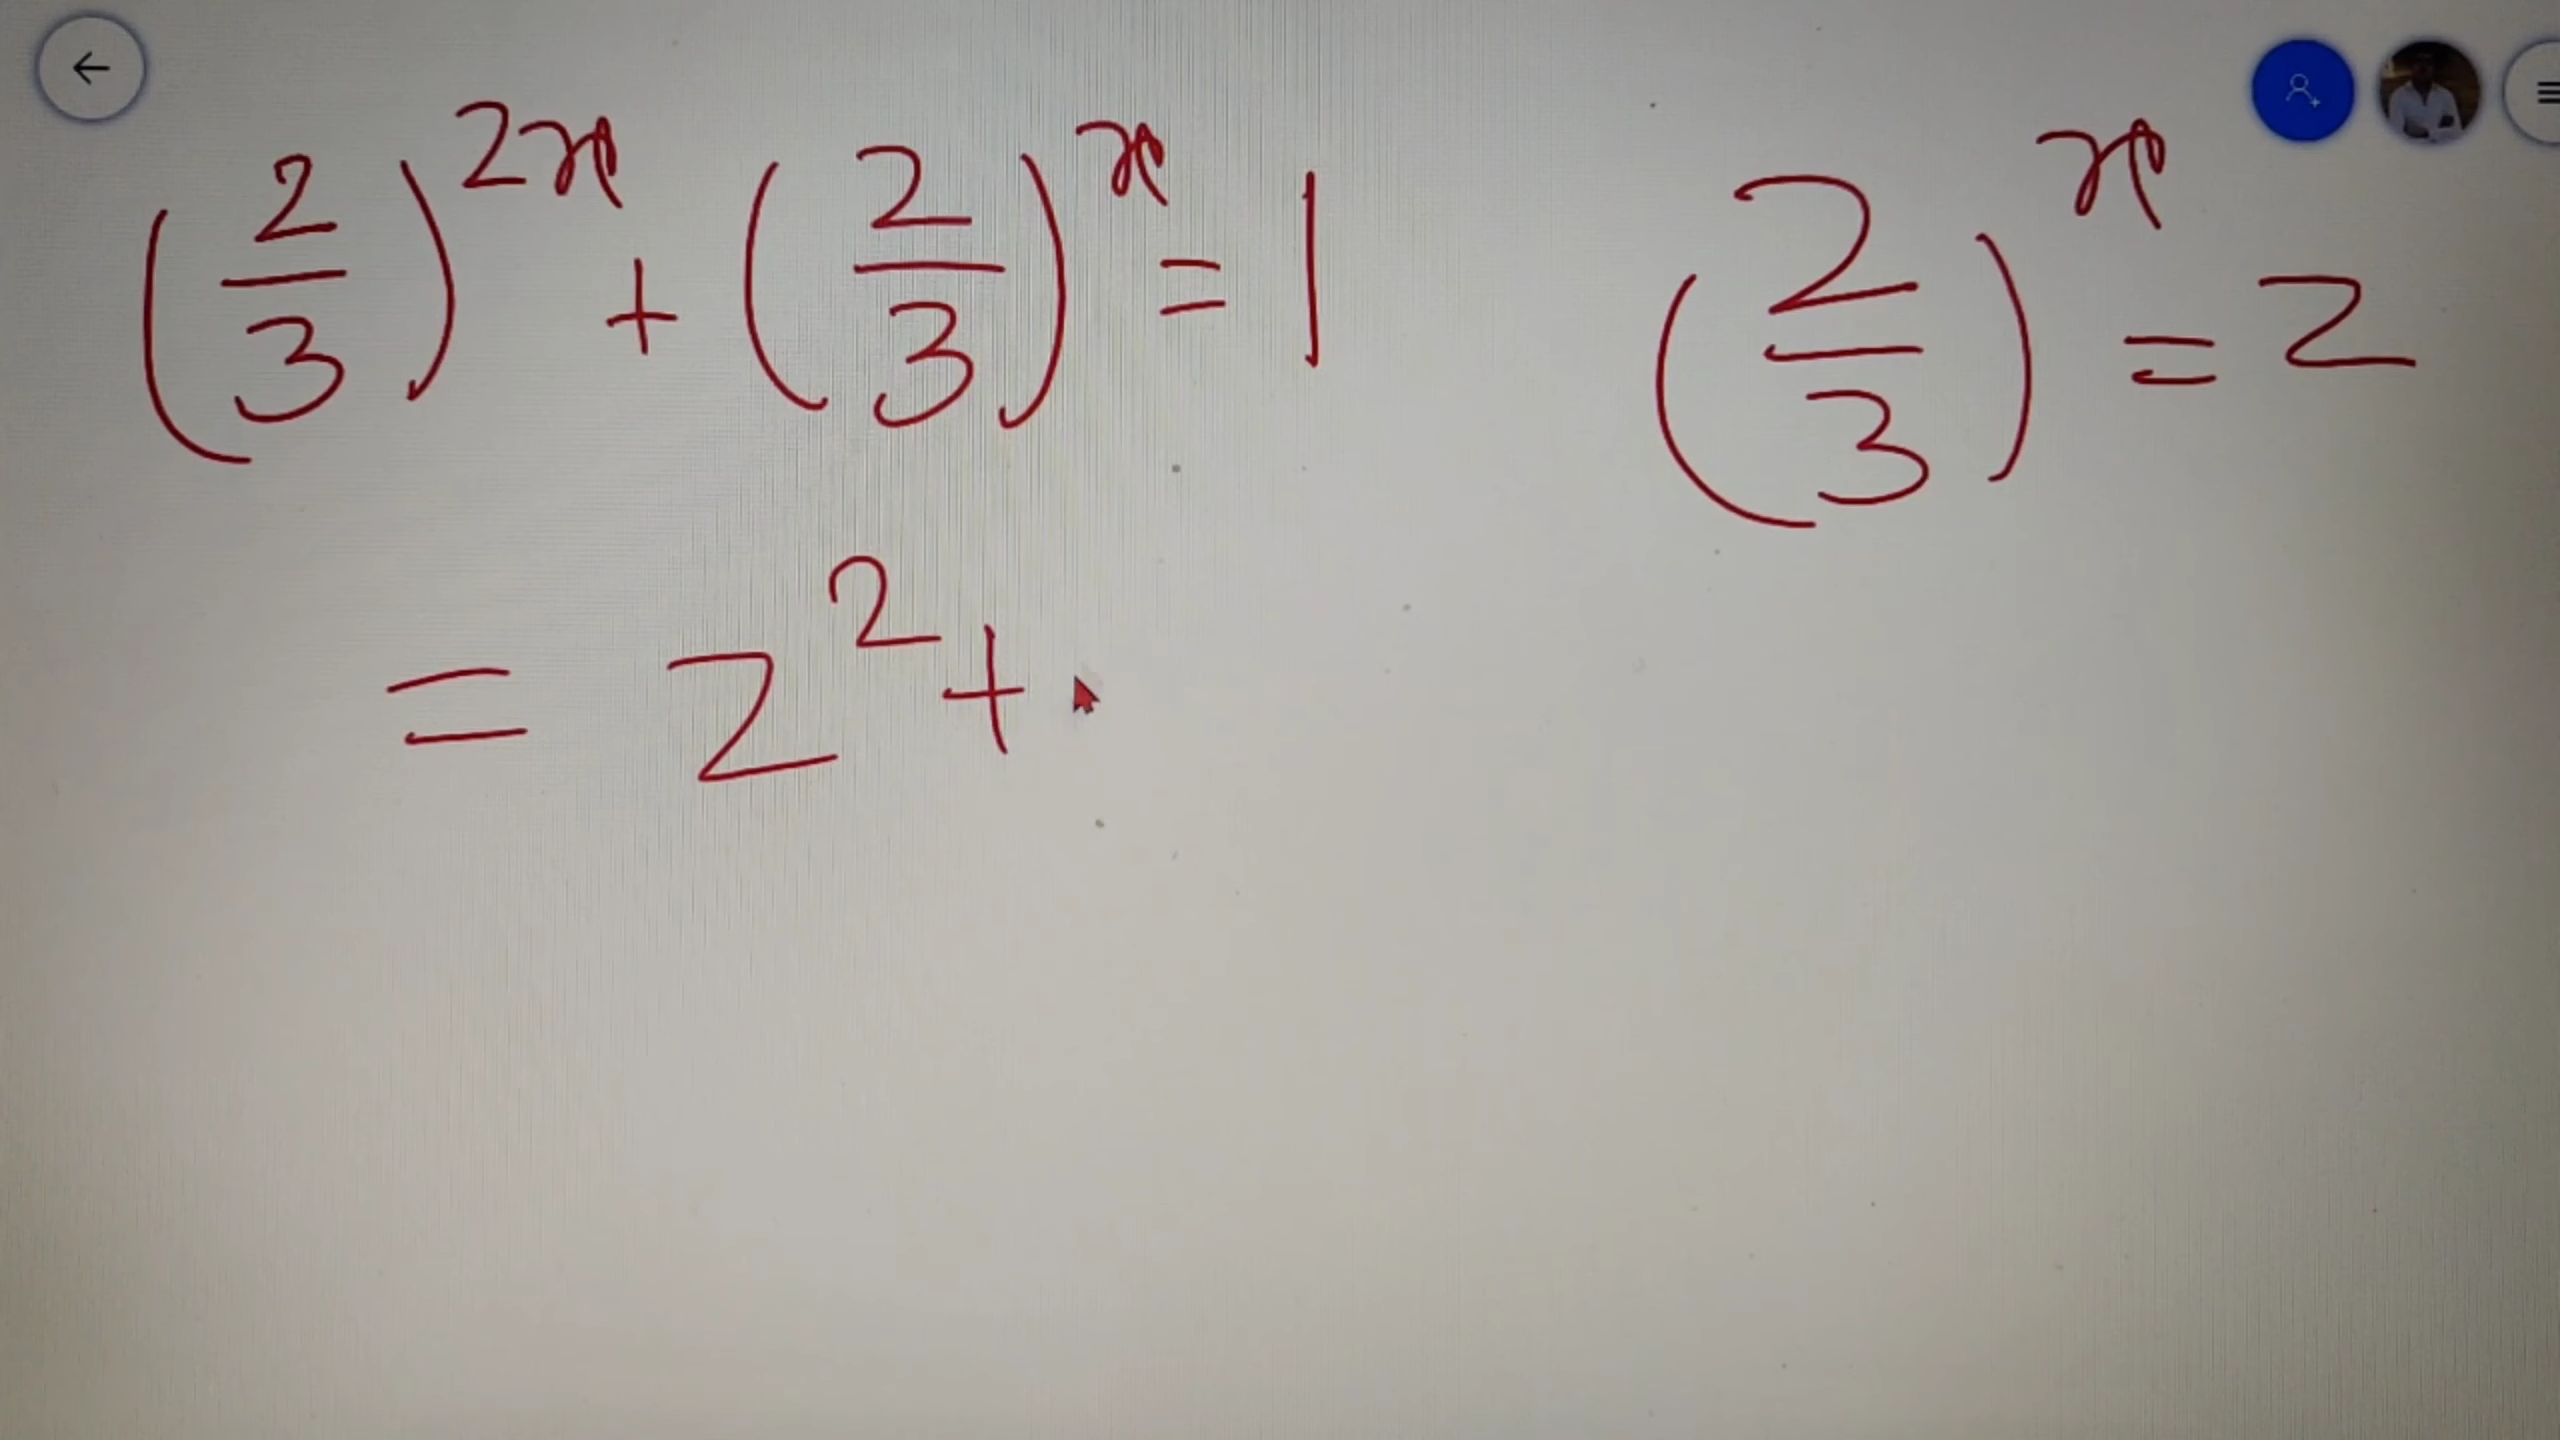 (2/3)^2x + (2/3)^x = 1
(2/3)^x = z
= z^2 +